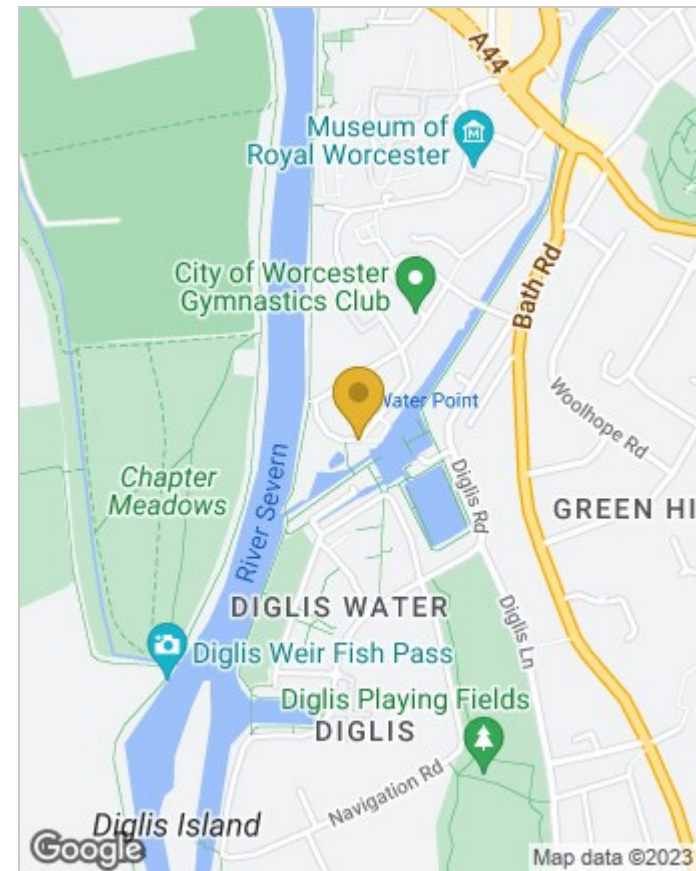 A44
Museum of
Royal Worcester
City of Worcester
Gymnastics Club
Bath Rd
Water Point
Woolhope Rd
Chapter
Meadows
River Severn
Diglis Rd
GREEN HI
DIGLIS WATER
Diglis Ln
Diglis Weir Fish Pass
Diglis Playing Fields
DIGLIS
Navigation Rd
Diglis Island
Google
Map data ©2023